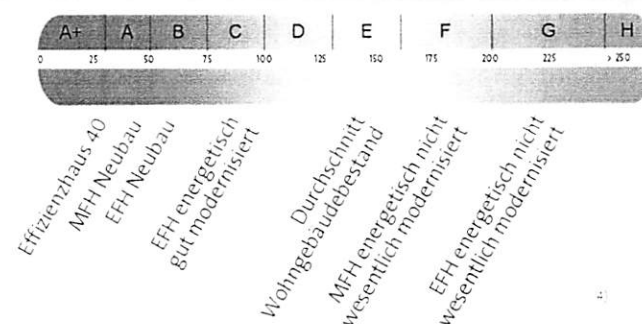 A+ A B C D E F G H
0 25 50 75 100 125 150 175 200 225 > 250
Effizienzhaus 40
MFH Neubau
EFH Neubau
EFH energetisch
gut modernisiert
Durchschnitt
Wohngebäudebestand
MFH energetisch nicht
wesentlich modernisiert
EFH energetisch nicht
wesentlich modernisiert